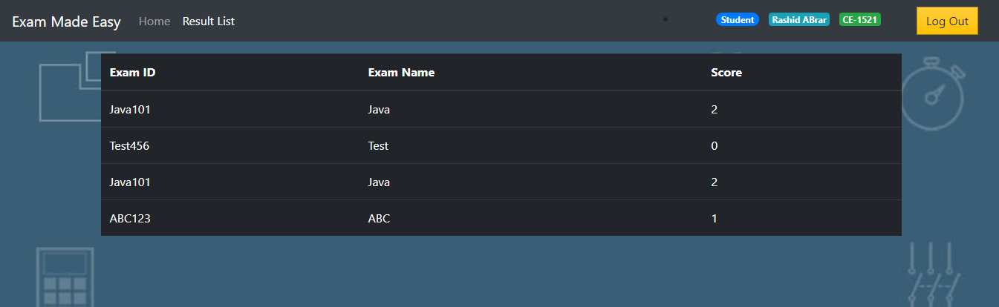 Exam Made Easy Home Result List Student Rashid ABrar CE-1521 Log Out
Exam ID Exam Name Score
Java101 Java 2
Test456 Test 0
Java101 Java 2
ABC123 ABC 1